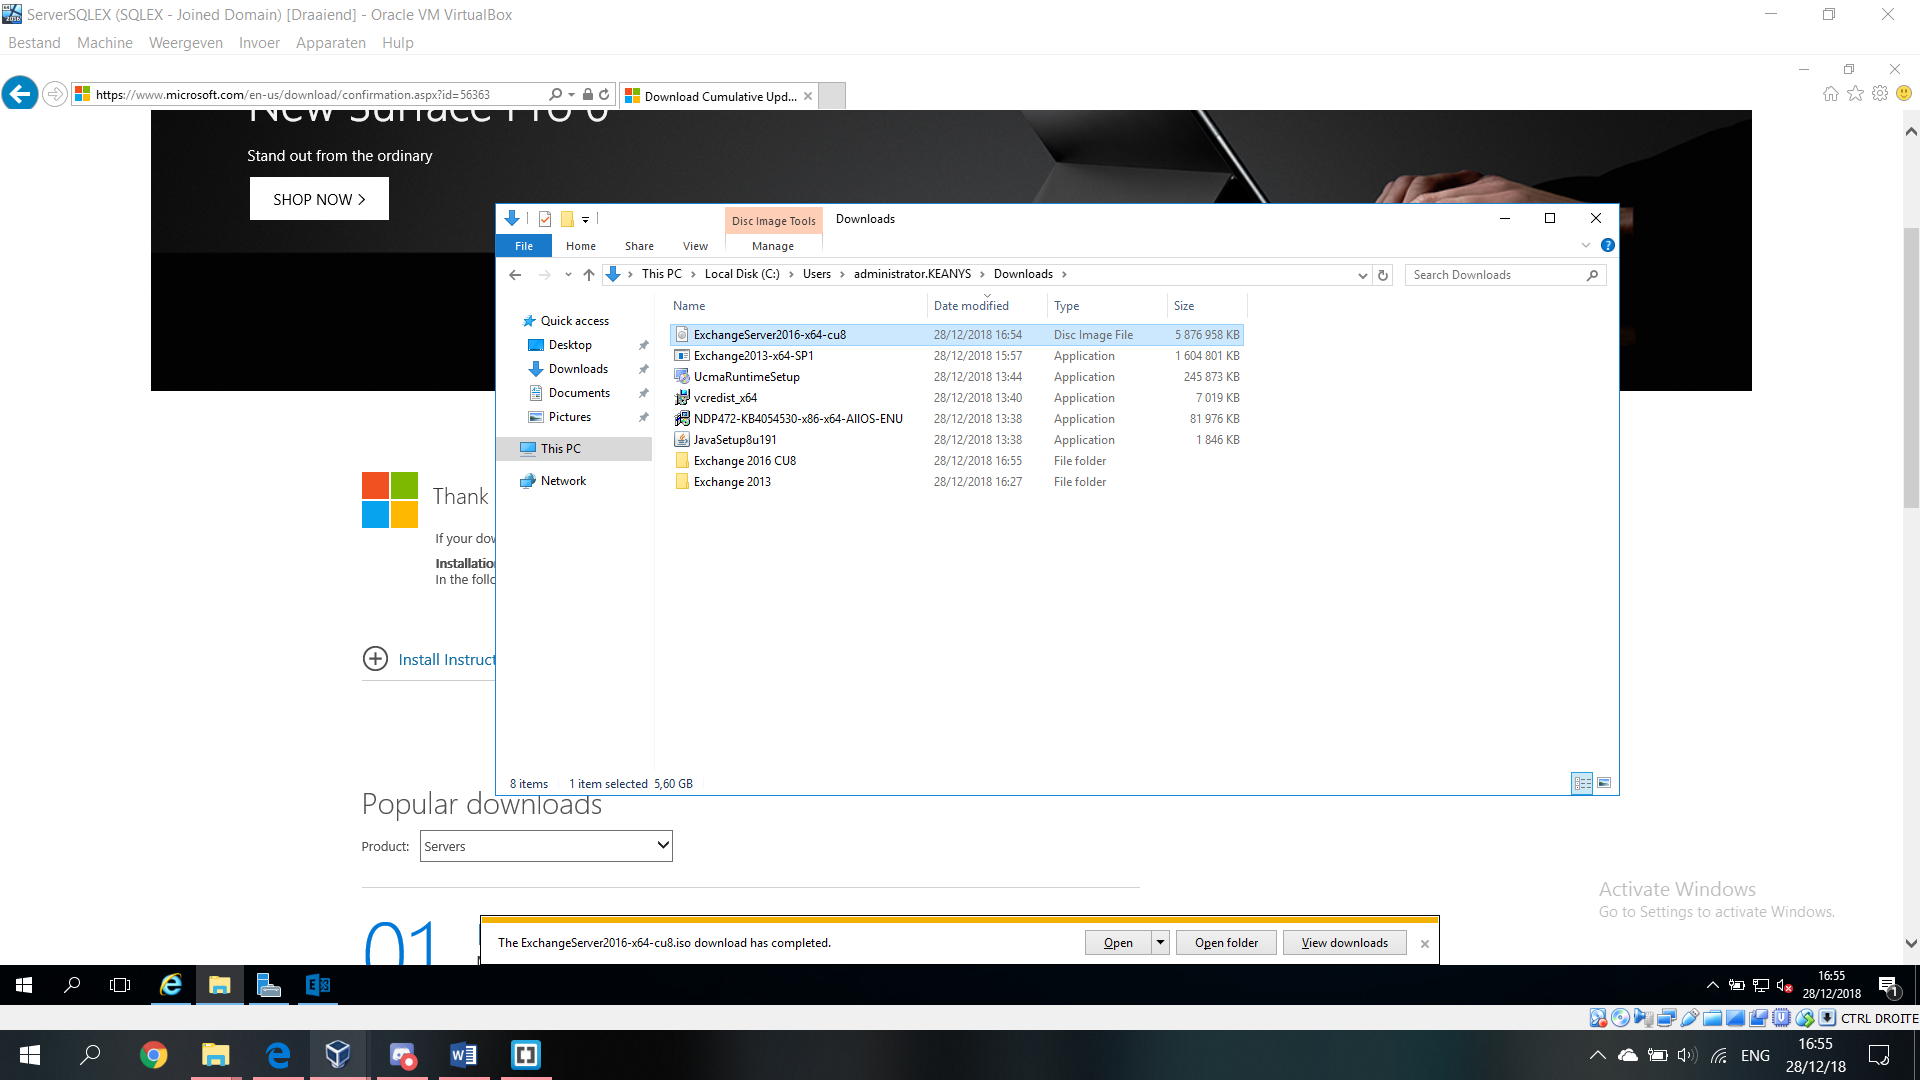 ServerSQLEX (SQLEX - Joined Domain) [Draaiend] - Oracle VM VirtualBox
Bestand Machine Weergeven Invoer Apparaten Hulp
https://www.microsoft.com/en-us/download/confirmation.aspx?id=56363
Download Cumulative Upd...
Stand out from the ordinary
SHOP NOW
Disc Image Tools
Downloads
File Home Share View Manage
This PC Local Disk (C:) Users administrator.KEANYS Downloads
Search Downloads
Name Date modified Type Size
Quick access
Desktop
Downloads
Documents
Pictures
This PC
Network
ExchangeServer2016-x64-cu8 28/12/2018 16:54 Disc Image File 5 876 958 KB
Exchange2013-x64-SP1 28/12/2018 15:57 Application 1 604 801 KB
UcmaRuntimeSetup 28/12/2018 13:44 Application 245 873 KB
vcredist_x64 28/12/2018 13:40 Application 7 019 KB
NDP472-KB4054530-x86-x64-AllOS-ENU 28/12/2018 13:38 Application 81 976 KB
JavaSetup8u191 28/12/2018 13:38 Application 1 846 KB
Exchange 2016 CU8 28/12/2018 16:55 File folder
Exchange 2013 28/12/2018 16:27 File folder
8 items 1 item selected 5,60 GB
Thank
If your dow
Installatio
In the follo
Install Instruct
Popular downloads
Product: Servers
01
Activate Windows
Go to Settings to activate Windows.
The ExchangeServer2016-x64-cu8.iso download has completed.
Open Open folder View downloads
16:55
28/12/2018
1
CTRL DROITE
ENG
16:55
28/12/18